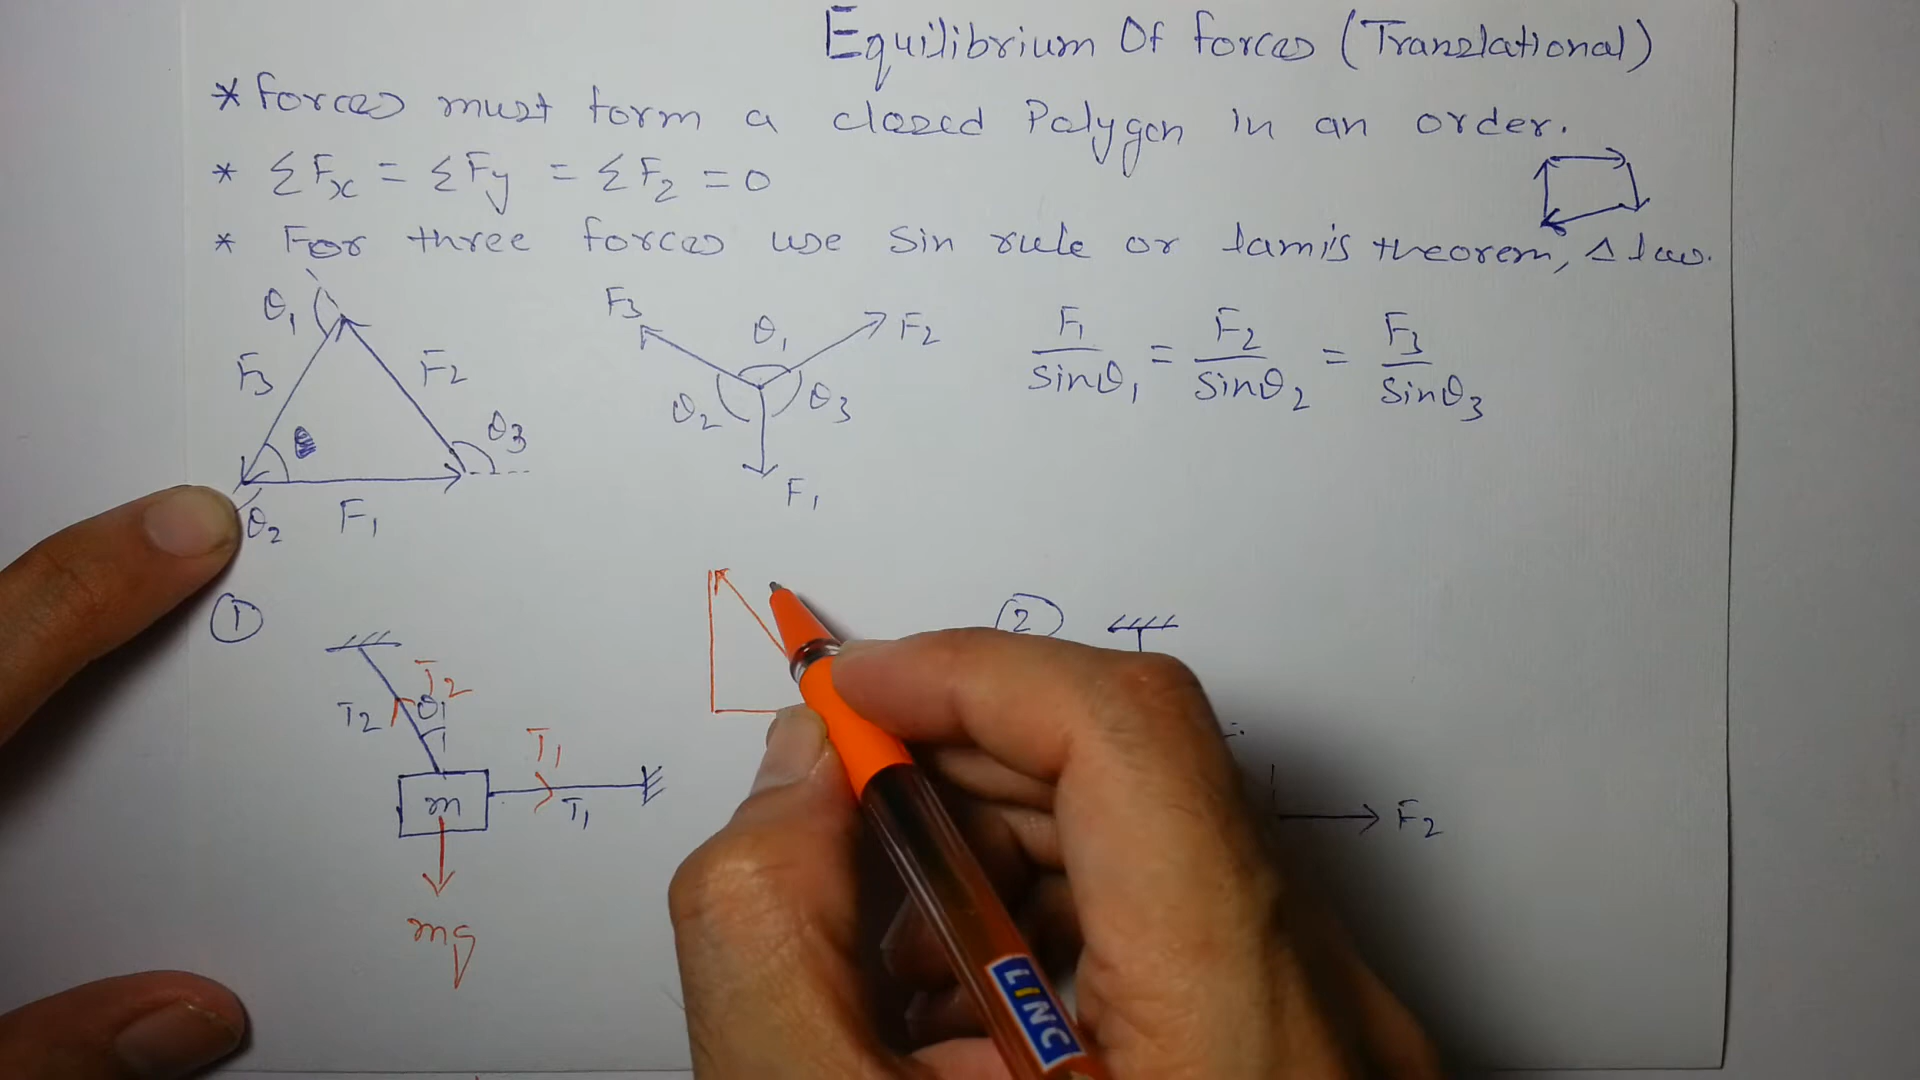 Equilibrium Of forces (Translational)
* forces must form a closed Polygon in an order.
* ΣFx = ΣFy = ΣFz = 0
* For three forces use Sin rule or lami's theorem, Δ law.
θ1 F3 F2 θ3 θ2 F1
F3 θ1 F2 θ2 θ3 F1
F1/sinθ1 = F2/sinθ2 = F3/sinθ3
1
T2 T2 θ1
T1 T1
m
mg
2
F2
LINC